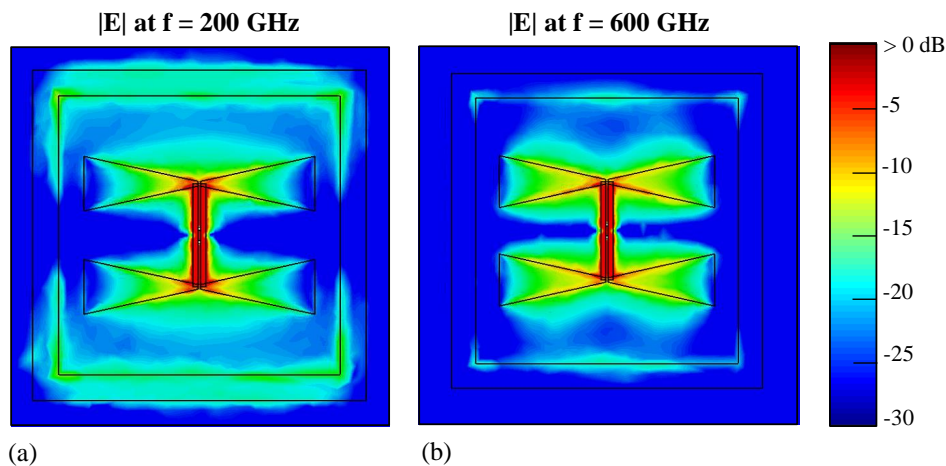 |E| at f = 200 GHz
|E| at f = 600 GHz
> 0 dB
-5
-10
-15
-20
-25
-30
(a)
(b)